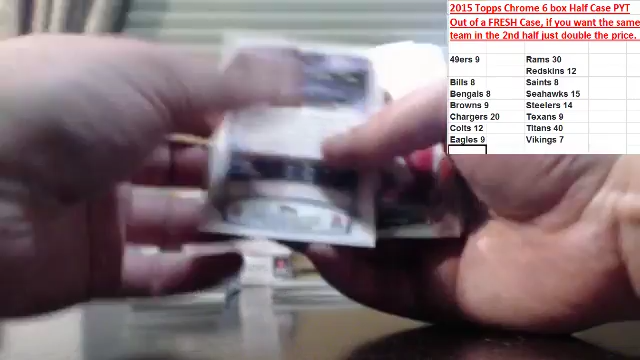 2015 Topps Chrome 6 box Half Case PYT
Out of a FRESH Case, if you want the same
team in the 2nd half just double the price.
49ers 9 Rams 30
Redskins 12
Bills 8 Saints 8
Bengals 8 Seahawks 15
Browns 9 Steelers 14
Chargers 20 Texans 9
Colts 12 Titans 40
Eagles 9 Vikings 7